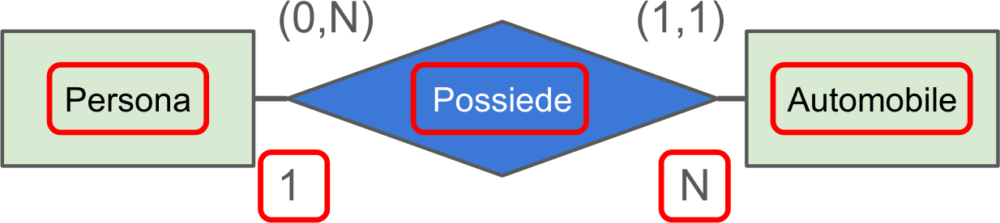 (0,N) (1,1)
Persona Possiede Automobile
1 N